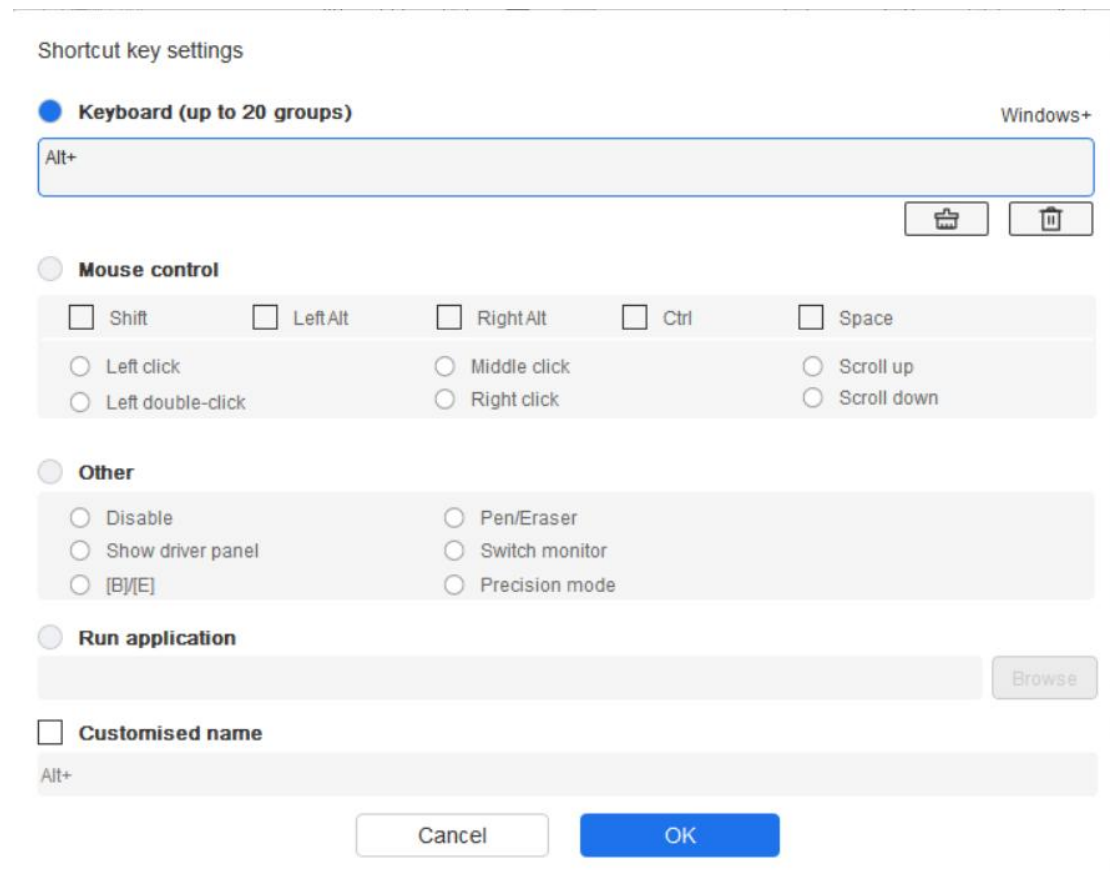 Shortcut key settings
Keyboard (up to 20 groups) Windows+
Alt+
Mouse control
Shift Left Alt Right Alt Ctrl Space
Left click Middle click Scroll up
Left double-click Right click Scroll down
Other
Disable Pen/Eraser
Show driver panel Switch monitor
[B]/[E] Precision mode
Run application
Browse
Customised name
Alt+
Cancel OK